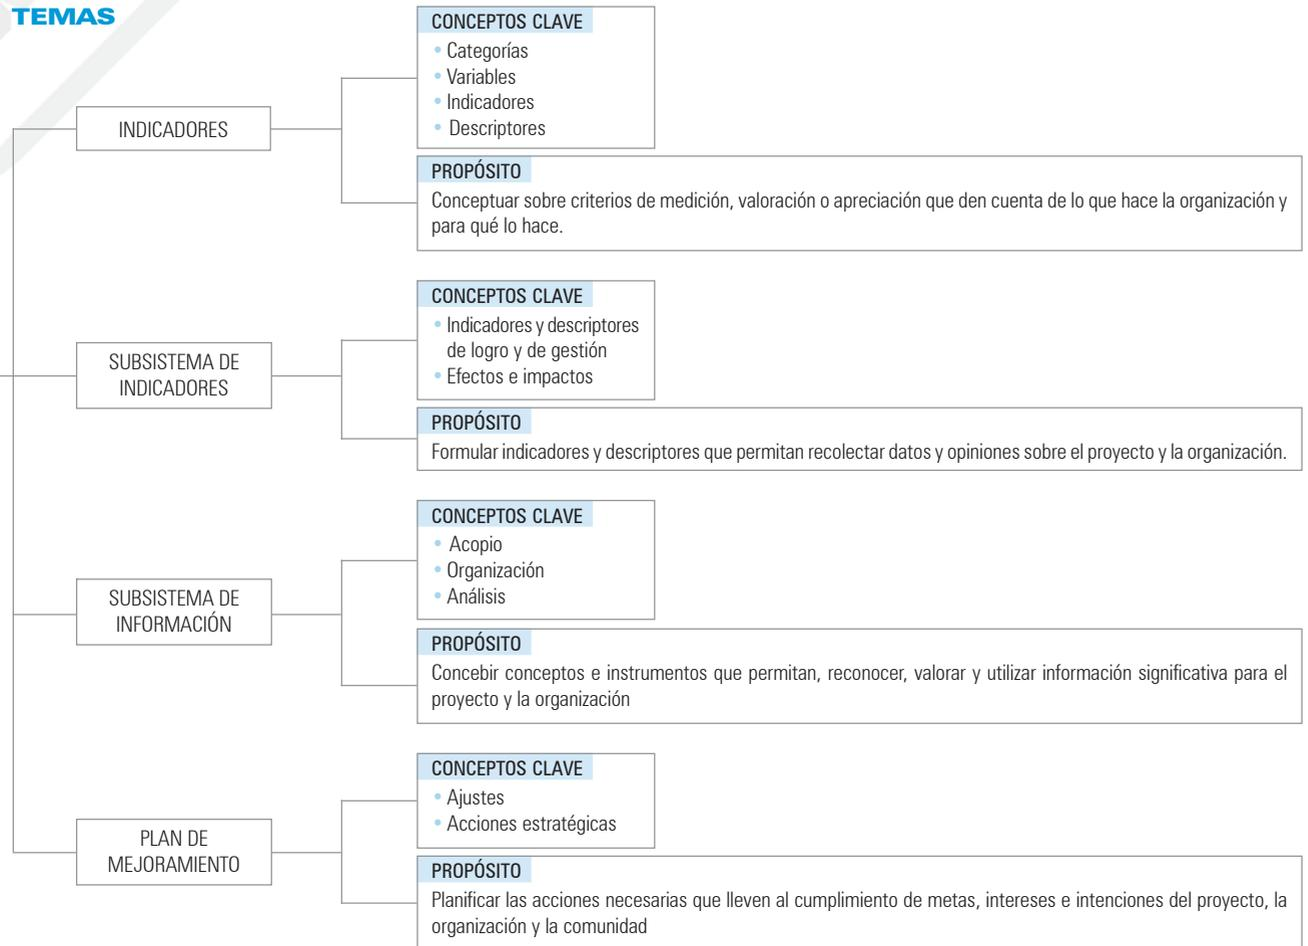 TEMAS
INDICADORES
CONCEPTOS CLAVE
• Categorías
• Variables
• Indicadores
• Descriptores
PROPÓSITO
Conceptuar sobre criterios de medición, valoración o apreciación que den cuenta de lo que hace la organización y
para qué lo hace.
SUBSISTEMA DE
INDICADORES
CONCEPTOS CLAVE
• Indicadores y descriptores
de logro y de gestión
• Efectos e impactos
PROPÓSITO
Formular indicadores y descriptores que permitan recolectar datos y opiniones sobre el proyecto y la organización.
SUBSISTEMA DE
INFORMACIÓN
CONCEPTOS CLAVE
• Acopio
• Organización
• Análisis
PROPÓSITO
Concebir conceptos e instrumentos que permitan, reconocer, valorar y utilizar información significativa para el
proyecto y la organización
PLAN DE
MEJORAMIENTO
CONCEPTOS CLAVE
• Ajustes
• Acciones estratégicas
PROPÓSITO
Planificar las acciones necesarias que lleven al cumplimiento de metas, intereses e intenciones del proyecto, la
organización y la comunidad